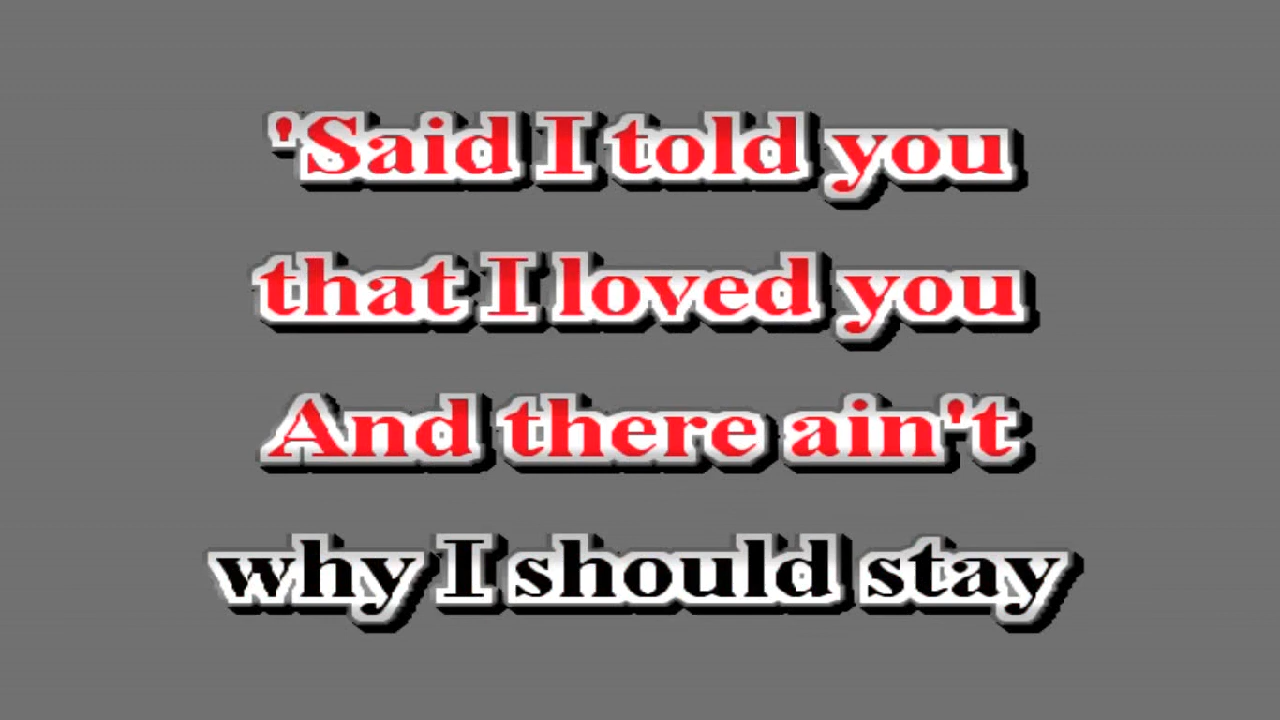 'Said I told you
that I loved you
And there ain't
why I should stay